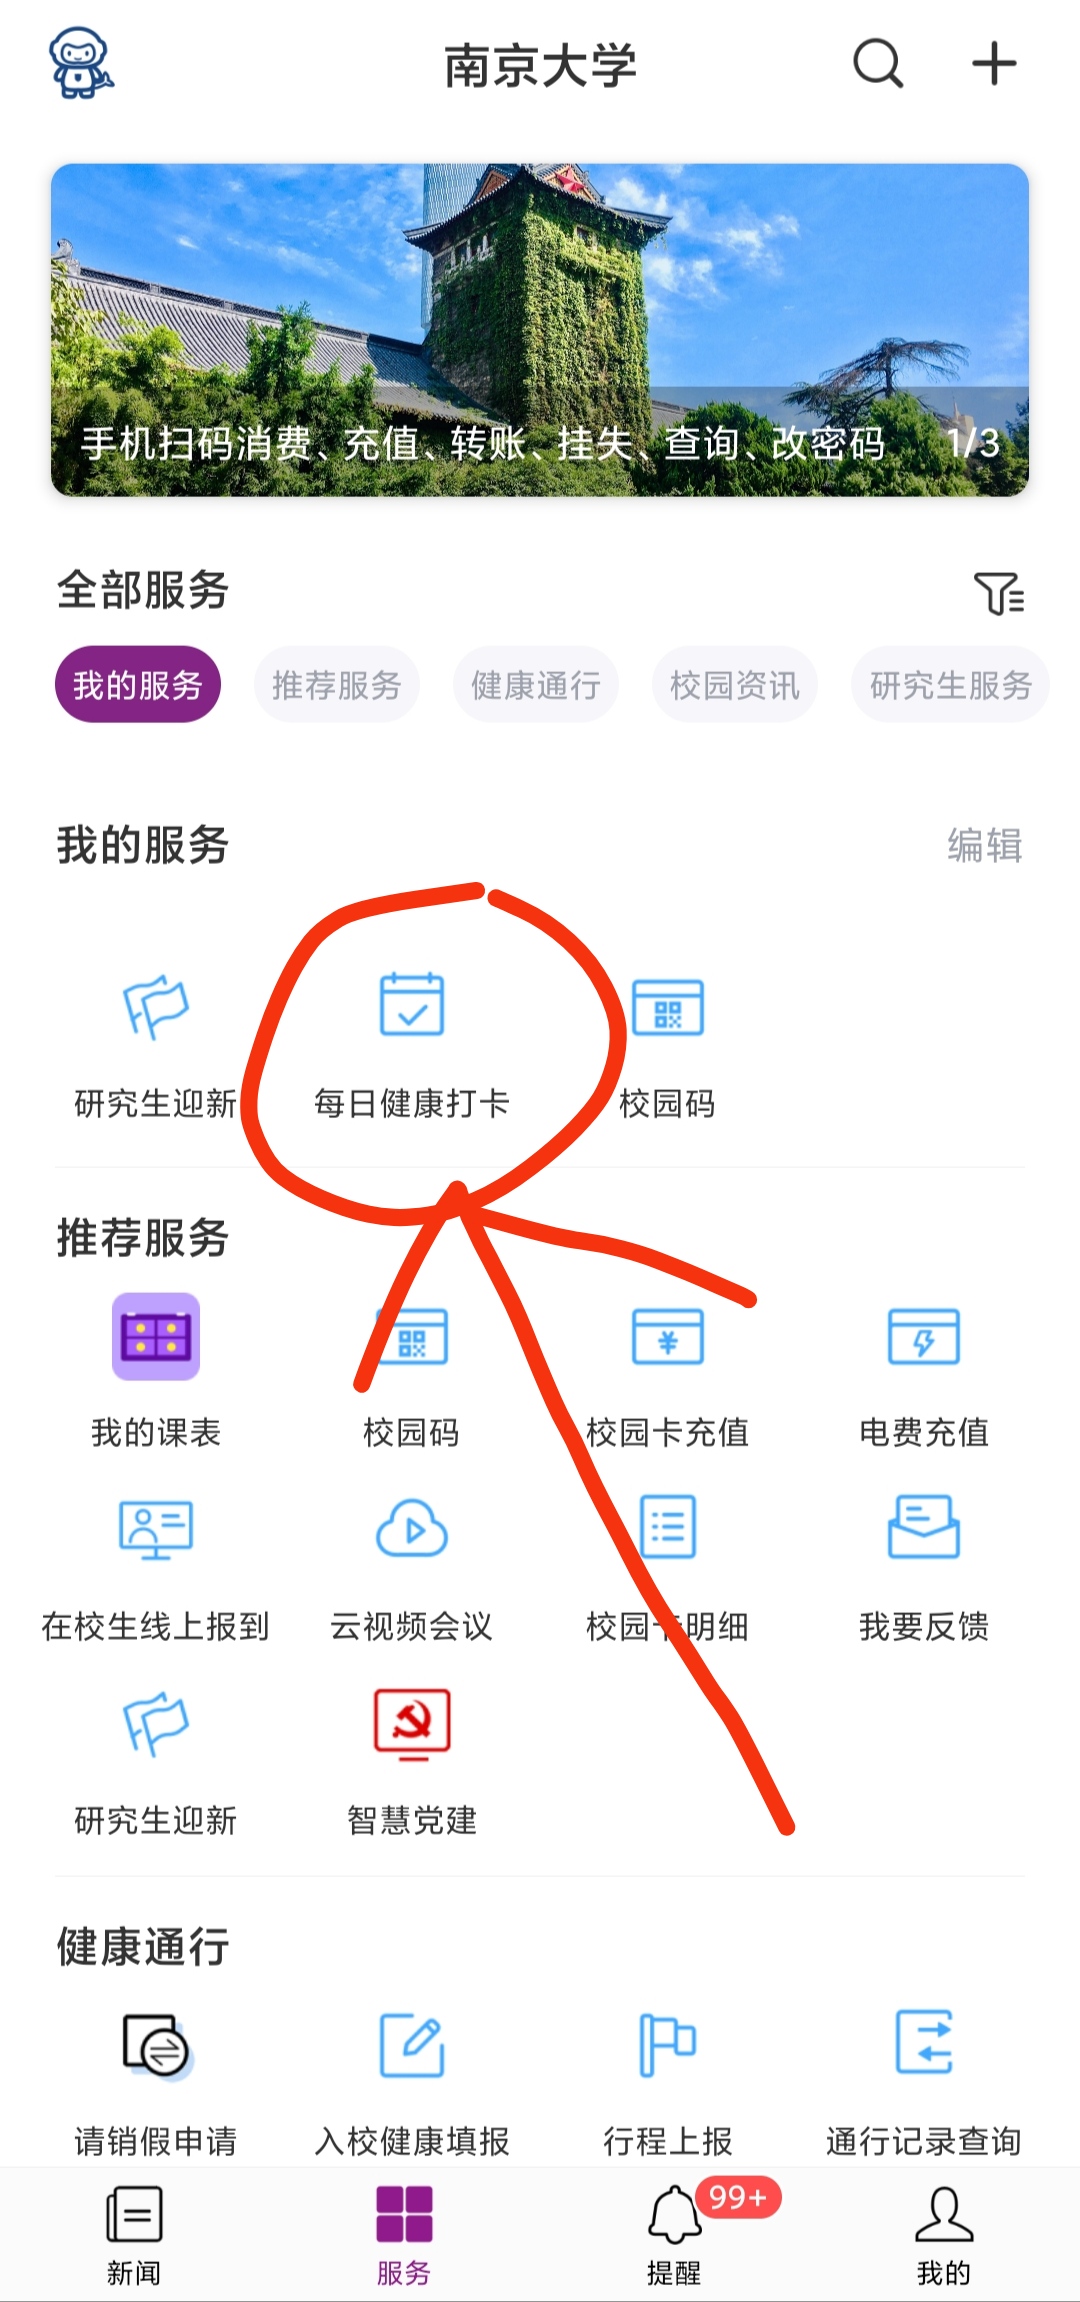 南京大学
手机扫码消费、充值、转账、挂失、查询、改密码 1/3
全部服务
我的服务 推荐服务 健康通行 校园资讯 研究生服务
我的服务 编辑
研究生迎新 每日健康打卡 校园码
推荐服务
我的课表 校园码 校园卡充值 电费充值
在校生线上报到 云视频会议 校园卡明细 我要反馈
研究生迎新 智慧党建
健康通行
请销假申请 入校健康填报 行程上报 通行记录查询
99+
新闻 服务 提醒 我的